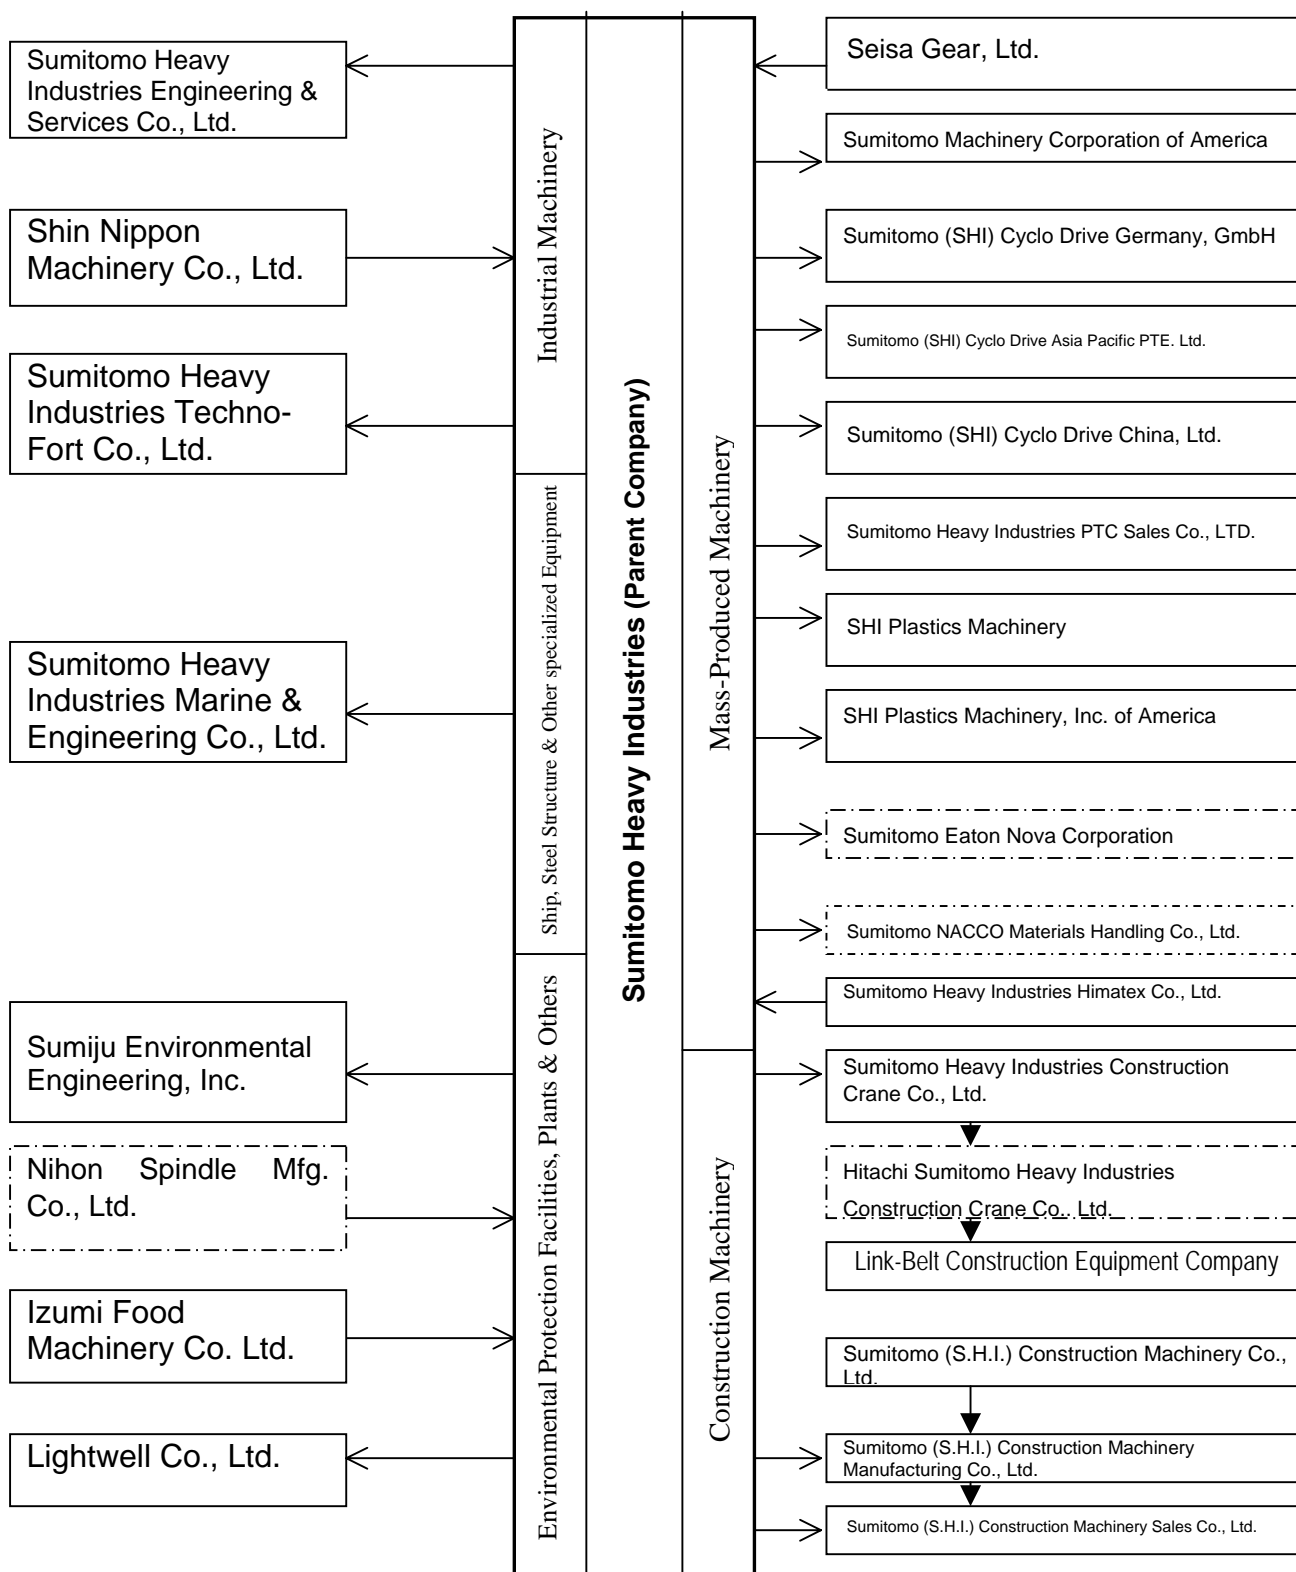 Sumitomo Heavy
Industries Engineering &
Services Co., Ltd.
Shin Nippon
Machinery Co., Ltd.
Sumitomo Heavy
Industries Techno-
Fort Co., Ltd.
Sumitomo Heavy
Industries Marine &
Engineering Co., Ltd.
Sumiju Environmental
Engineering, Inc.
Nihon Spindle Mfg.
Co., Ltd.
Izumi Food
Machinery Co. Ltd.
Lightwell Co., Ltd.
Industrial Machinery
Ship, Steel Structure & Other specialized Equipment
Environmental Protection Facilities, Plants & Others
Sumitomo Heavy Industries (Parent Company)
Mass-Produced Machinery
Construction Machinery
Seisa Gear, Ltd.
Sumitomo Machinery Corporation of America
Sumitomo (SHI) Cyclo Drive Germany, GmbH
Sumitomo (SHI) Cyclo Drive Asia Pacific PTE. Ltd.
Sumitomo (SHI) Cyclo Drive China, Ltd.
Sumitomo Heavy Industries PTC Sales Co., LTD.
SHI Plastics Machinery
SHI Plastics Machinery, Inc. of America
Sumitomo Eaton Nova Corporation
Sumitomo NACCO Materials Handling Co., Ltd.
Sumitomo Heavy Industries Himatex Co., Ltd.
Sumitomo Heavy Industries Construction
Crane Co., Ltd.
Hitachi Sumitomo Heavy Industries
Construction Crane Co., Ltd.
Link-Belt Construction Equipment Company
Sumitomo (S.H.I.) Construction Machinery Co.,
Ltd.
Sumitomo (S.H.I.) Construction Machinery
Manufacturing Co., Ltd.
Sumitomo (S.H.I.) Construction Machinery Sales Co., Ltd.